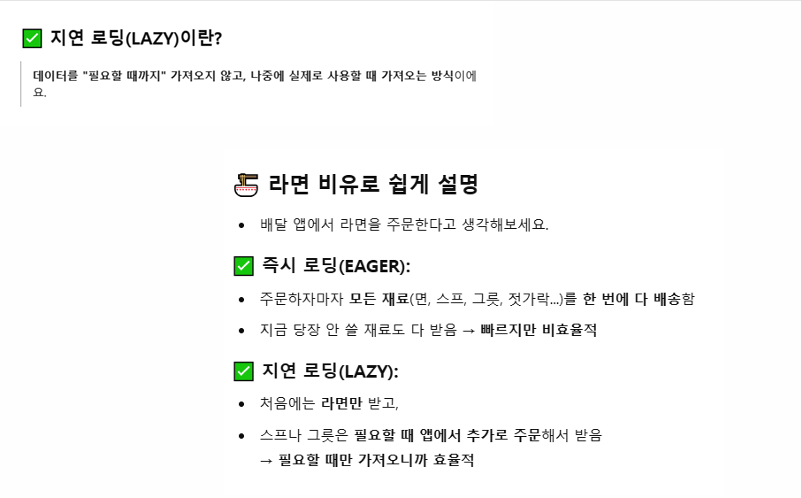 ✅ 지연 로딩(LAZY)이란?
데이터를 "필요할 때까지" 가져오지 않고, 나중에 실제로 사용할 때 가져오는 방식이에
요.
🍜 라면 비유로 쉽게 설명
• 배달 앱에서 라면을 주문한다고 생각해보세요.
✅ 즉시 로딩(EAGER):
• 주문하자마자 모든 재료(면, 스프, 그릇, 젓가락...)를 한 번에 다 배송함
• 지금 당장 안 쓸 재료도 다 받음 → 빠르지만 비효율적
✅ 지연 로딩(LAZY):
• 처음에는 라면만 받고,
• 스프나 그릇은 필요할 때 앱에서 추가로 주문해서 받음
→ 필요할 때만 가져오니까 효율적